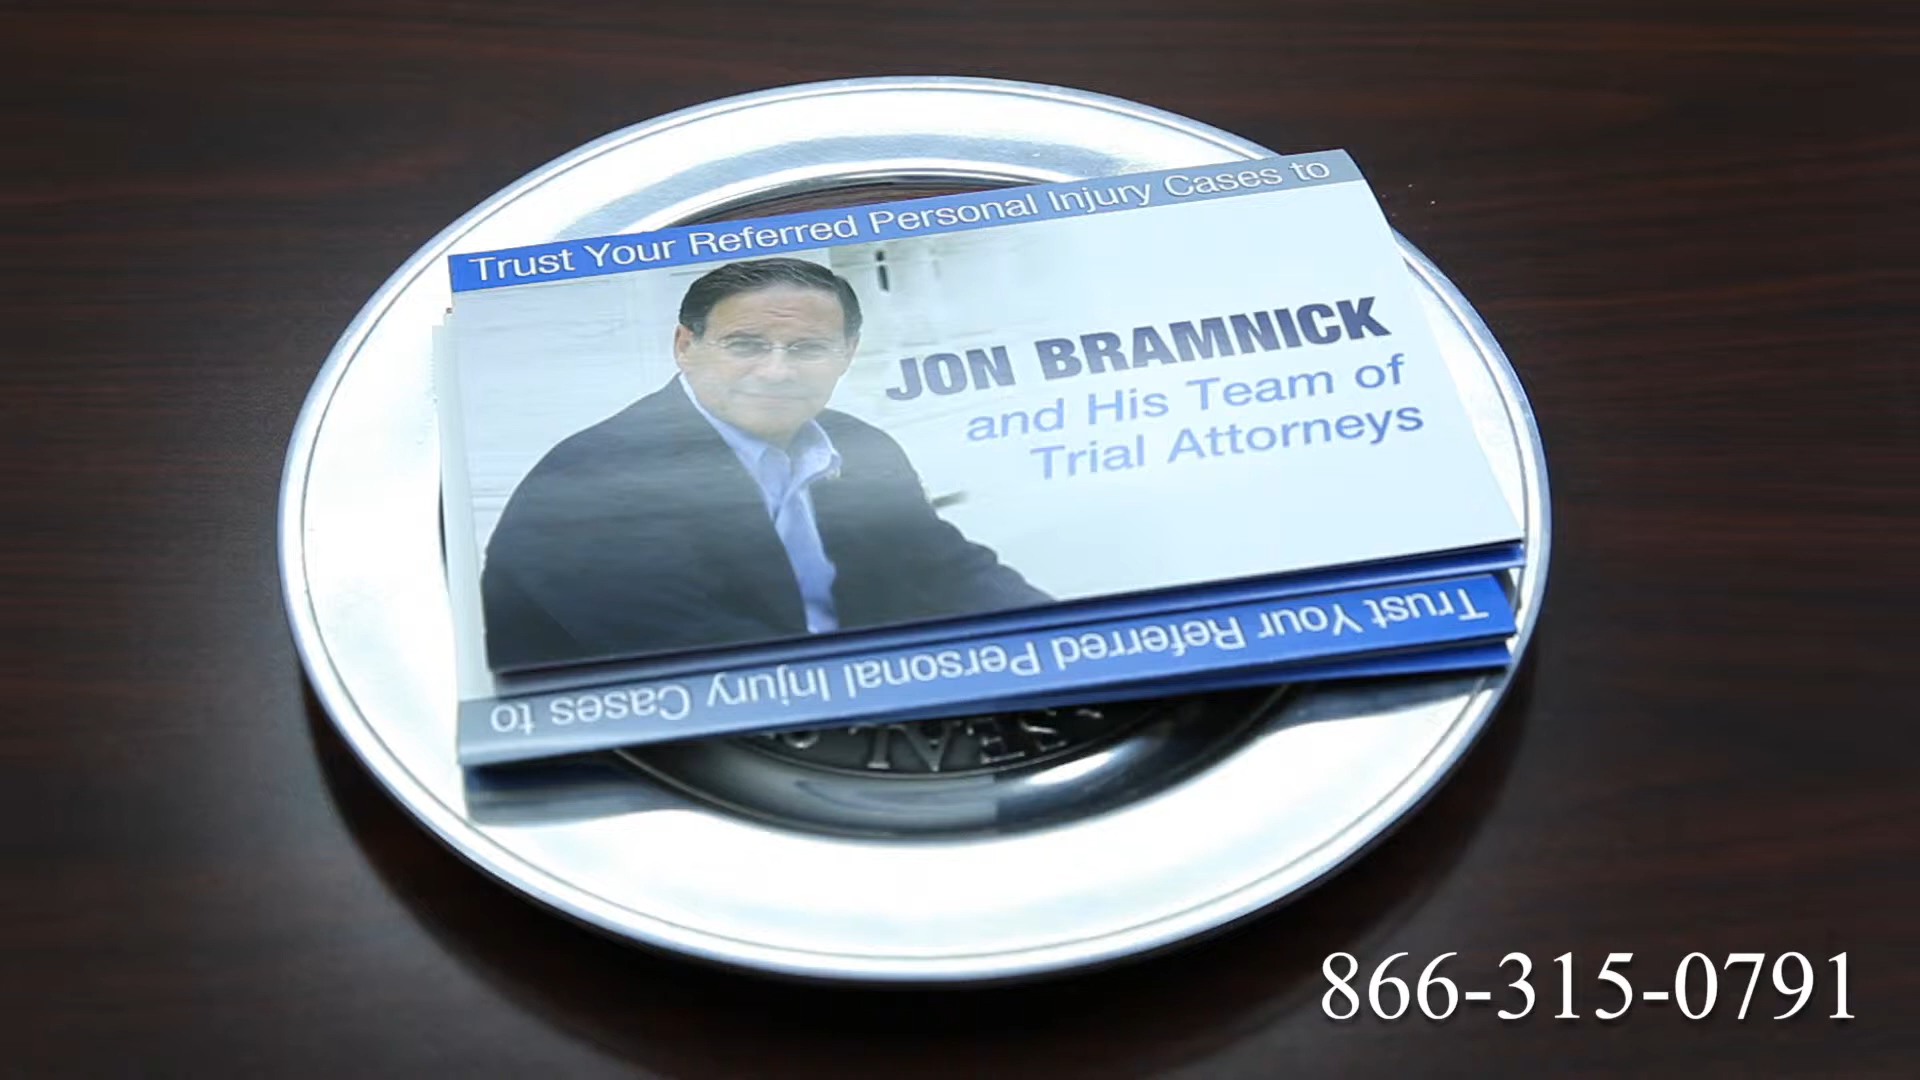 Trust Your Referred Personal Injury Cases to
JON BRAMNICK
and His Team of
Trial Attorneys
Trust Your Referred Personal Injury Cases to
SEAL
866-315-0791